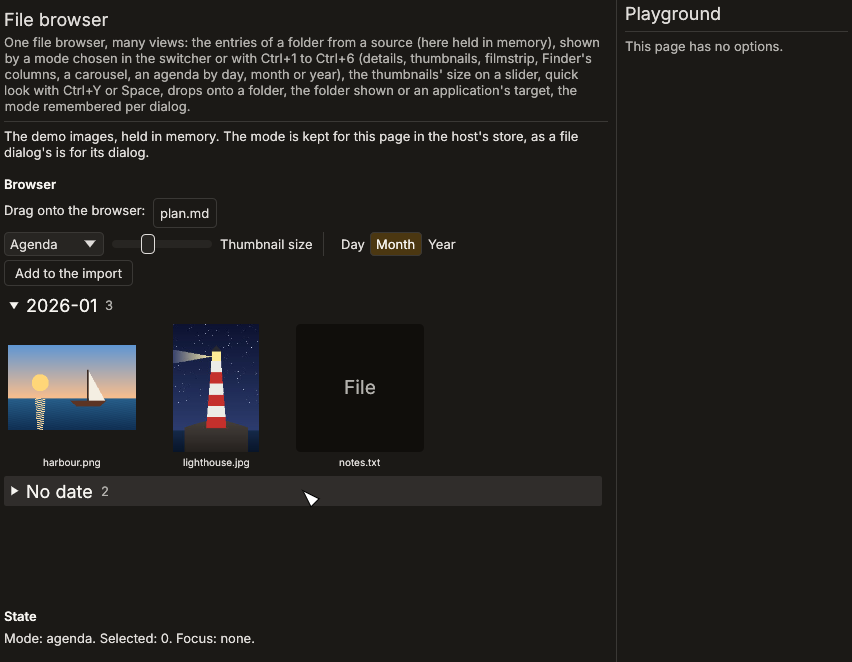 File browser
One file browser, many views: the entries of a folder from a source (here held in memory), shown
by a mode chosen in the switcher or with Ctrl+1 to Ctrl+6 (details, thumbnails, filmstrip, Finder's
columns, a carousel, an agenda by day, month or year), the thumbnails' size on a slider, quick
look with Ctrl+Y or Space, drops onto a folder, the folder shown or an application's target, the
mode remembered per dialog.
The demo images, held in memory. The mode is kept for this page in the host's store, as a file
dialog's is for its dialog.
Browser
Drag onto the browser: plan.md
Agenda Thumbnail size Day Month Year
Add to the import
2026-01 3
File
harbour.png lighthouse.jpg notes.txt
No date 2
State
Mode: agenda. Selected: 0. Focus: none.
Playground
This page has no options.